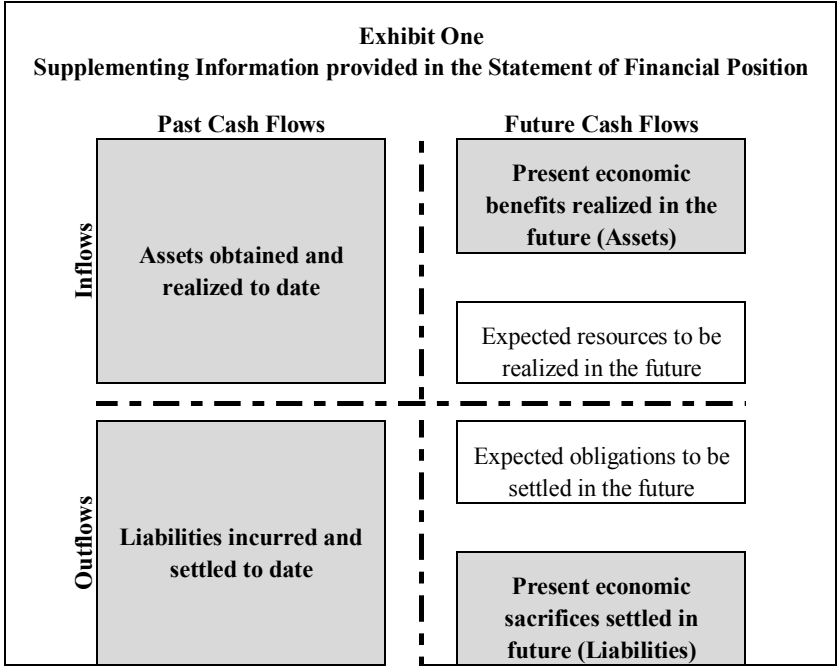 Exhibit One
Supplementing Information provided in the Statement of Financial Position
Past Cash Flows
Future Cash Flows
Inflows
Assets obtained and
realized to date
Present economic
benefits realized in the
future (Assets)
Expected resources to be
realized in the future
Outflows
Liabilities incurred and
settled to date
Expected obligations to be
settled in the future
Present economic
sacrifices settled in
future (Liabilities)